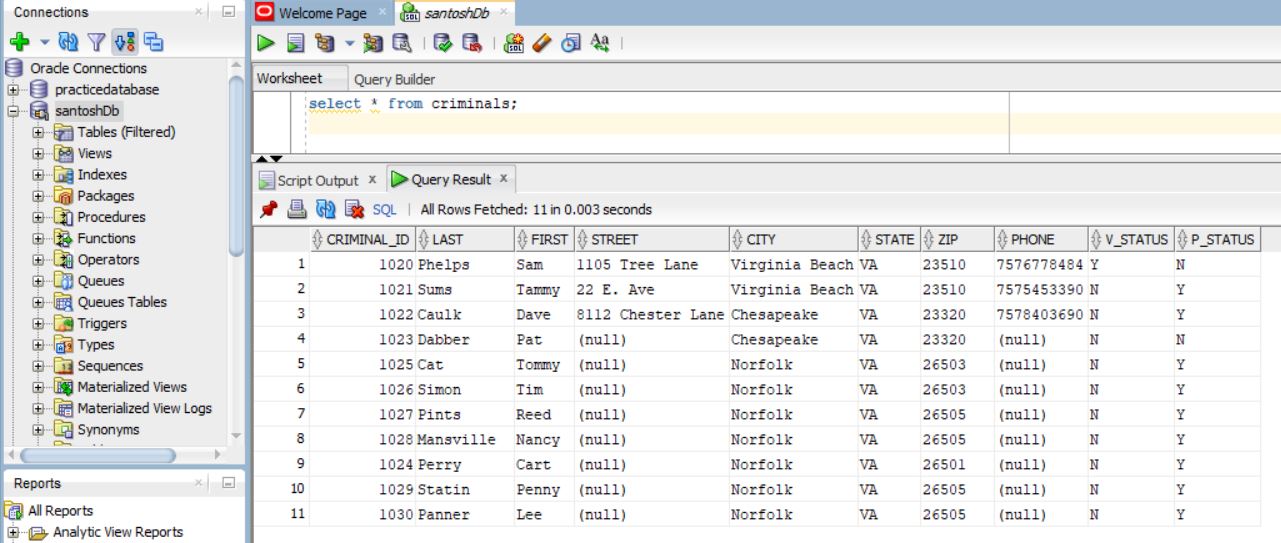 Connections
Oracle Connections
practicedatabase
santoshDb
Tables (Filtered)
Views
Indexes
Packages
Procedures
Functions
Operators
Queues
Queues Tables
Triggers
Types
Sequences
Materialized Views
Materialized View Logs
Synonyms
Reports
All Reports
Analytic View Reports
Welcome Page santoshDb
Worksheet Query Builder
select * from criminals;
Script Output Query Result
SQL All Rows Fetched: 11 in 0.003 seconds
CRIMINAL_ID LAST FIRST STREET CITY STATE ZIP PHONE V_STATUS P_STATUS
1 1020 Phelps Sam 1105 Tree Lane Virginia Beach VA 23510 7576778484 Y N
2 1021 Sums Tammy 22 E. Ave Virginia Beach VA 23510 7575453390 N Y
3 1022 Caulk Dave 8112 Chester Lane Chesapeake VA 23320 7578403690 N Y
4 1023 Dabber Pat (null) Chesapeake VA 23320 (null) N N
5 1025 Cat Tommy (null) Norfolk VA 26503 (null) N Y
6 1026 Simon Tim (null) Norfolk VA 26503 (null) N Y
7 1027 Pints Reed (null) Norfolk VA 26505 (null) N Y
8 1028 Mansville Nancy (null) Norfolk VA 26505 (null) N Y
9 1024 Perry Cart (null) Norfolk VA 26501 (null) N Y
10 1029 Statin Penny (null) Norfolk VA 26505 (null) N Y
11 1030 Panner Lee (null) Norfolk VA 26505 (null) N Y